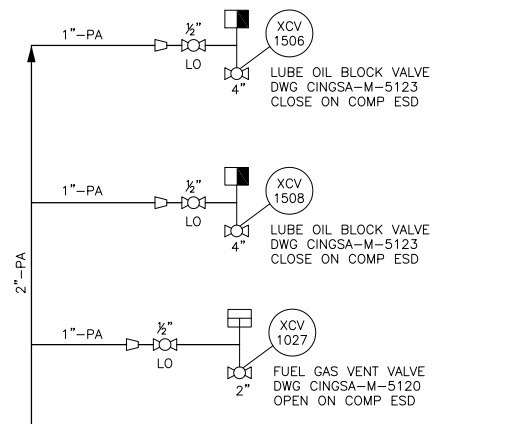 1"-PA
½"
LO
XCV
1506
4"
LUBE OIL BLOCK VALVE
DWG CINGSA-M-5123
CLOSE ON COMP ESD
1"-PA
½"
LO
XCV
1508
4"
LUBE OIL BLOCK VALVE
DWG CINGSA-M-5123
CLOSE ON COMP ESD
2"-PA
1"-PA
½"
LO
XCV
1027
2"
FUEL GAS VENT VALVE
DWG CINGSA-M-5120
OPEN ON COMP ESD